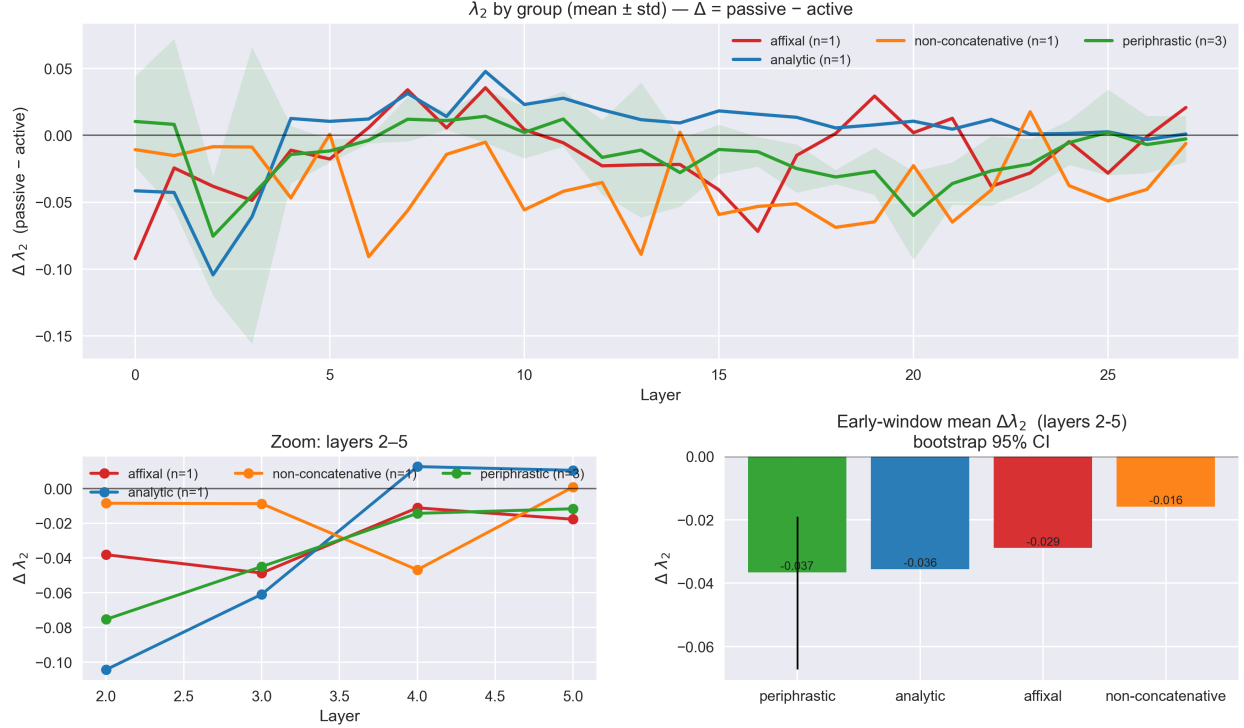 λ₂ by group (mean ± std) — Δ = passive − active
affixal (n=1)
non-concatenative (n=1)
periphrastic (n=3)
analytic (n=1)
Δ λ₂ (passive − active)
0.05
0.00
−0.05
−0.10
−0.15
0 5 10 15 20 25
Layer
Zoom: layers 2–5
affixal (n=1)
non-concatenative (n=1)
periphrastic (n=3)
analytic (n=1)
Δ λ₂
0.00
−0.02
−0.04
−0.06
−0.08
−0.10
2.0 2.5 3.0 3.5 4.0 4.5 5.0
Layer
Early-window mean Δλ₂ (layers 2-5)
bootstrap 95% CI
Δ λ₂
0.00
−0.02
−0.04
−0.06
-0.037
-0.036
-0.029
-0.016
periphrastic analytic affixal non-concatenative